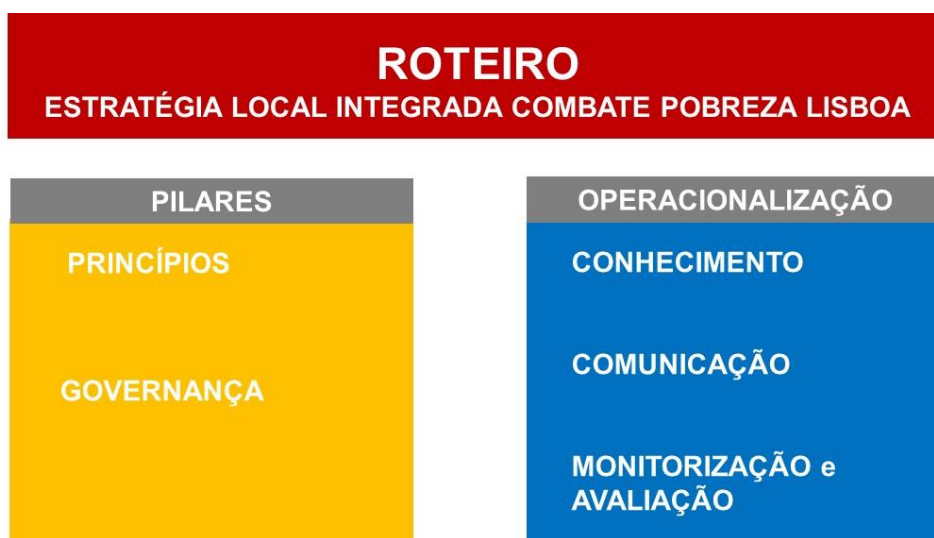 ROTEIRO
ESTRATÉGIA LOCAL INTEGRADA COMBATE POBREZA LISBOA
PILARES
PRINCÍPIOS
GOVERNANÇA
OPERACIONALIZAÇÃO
CONHECIMENTO
COMUNICAÇÃO
MONITORIZAÇÃO e
AVALIAÇÃO